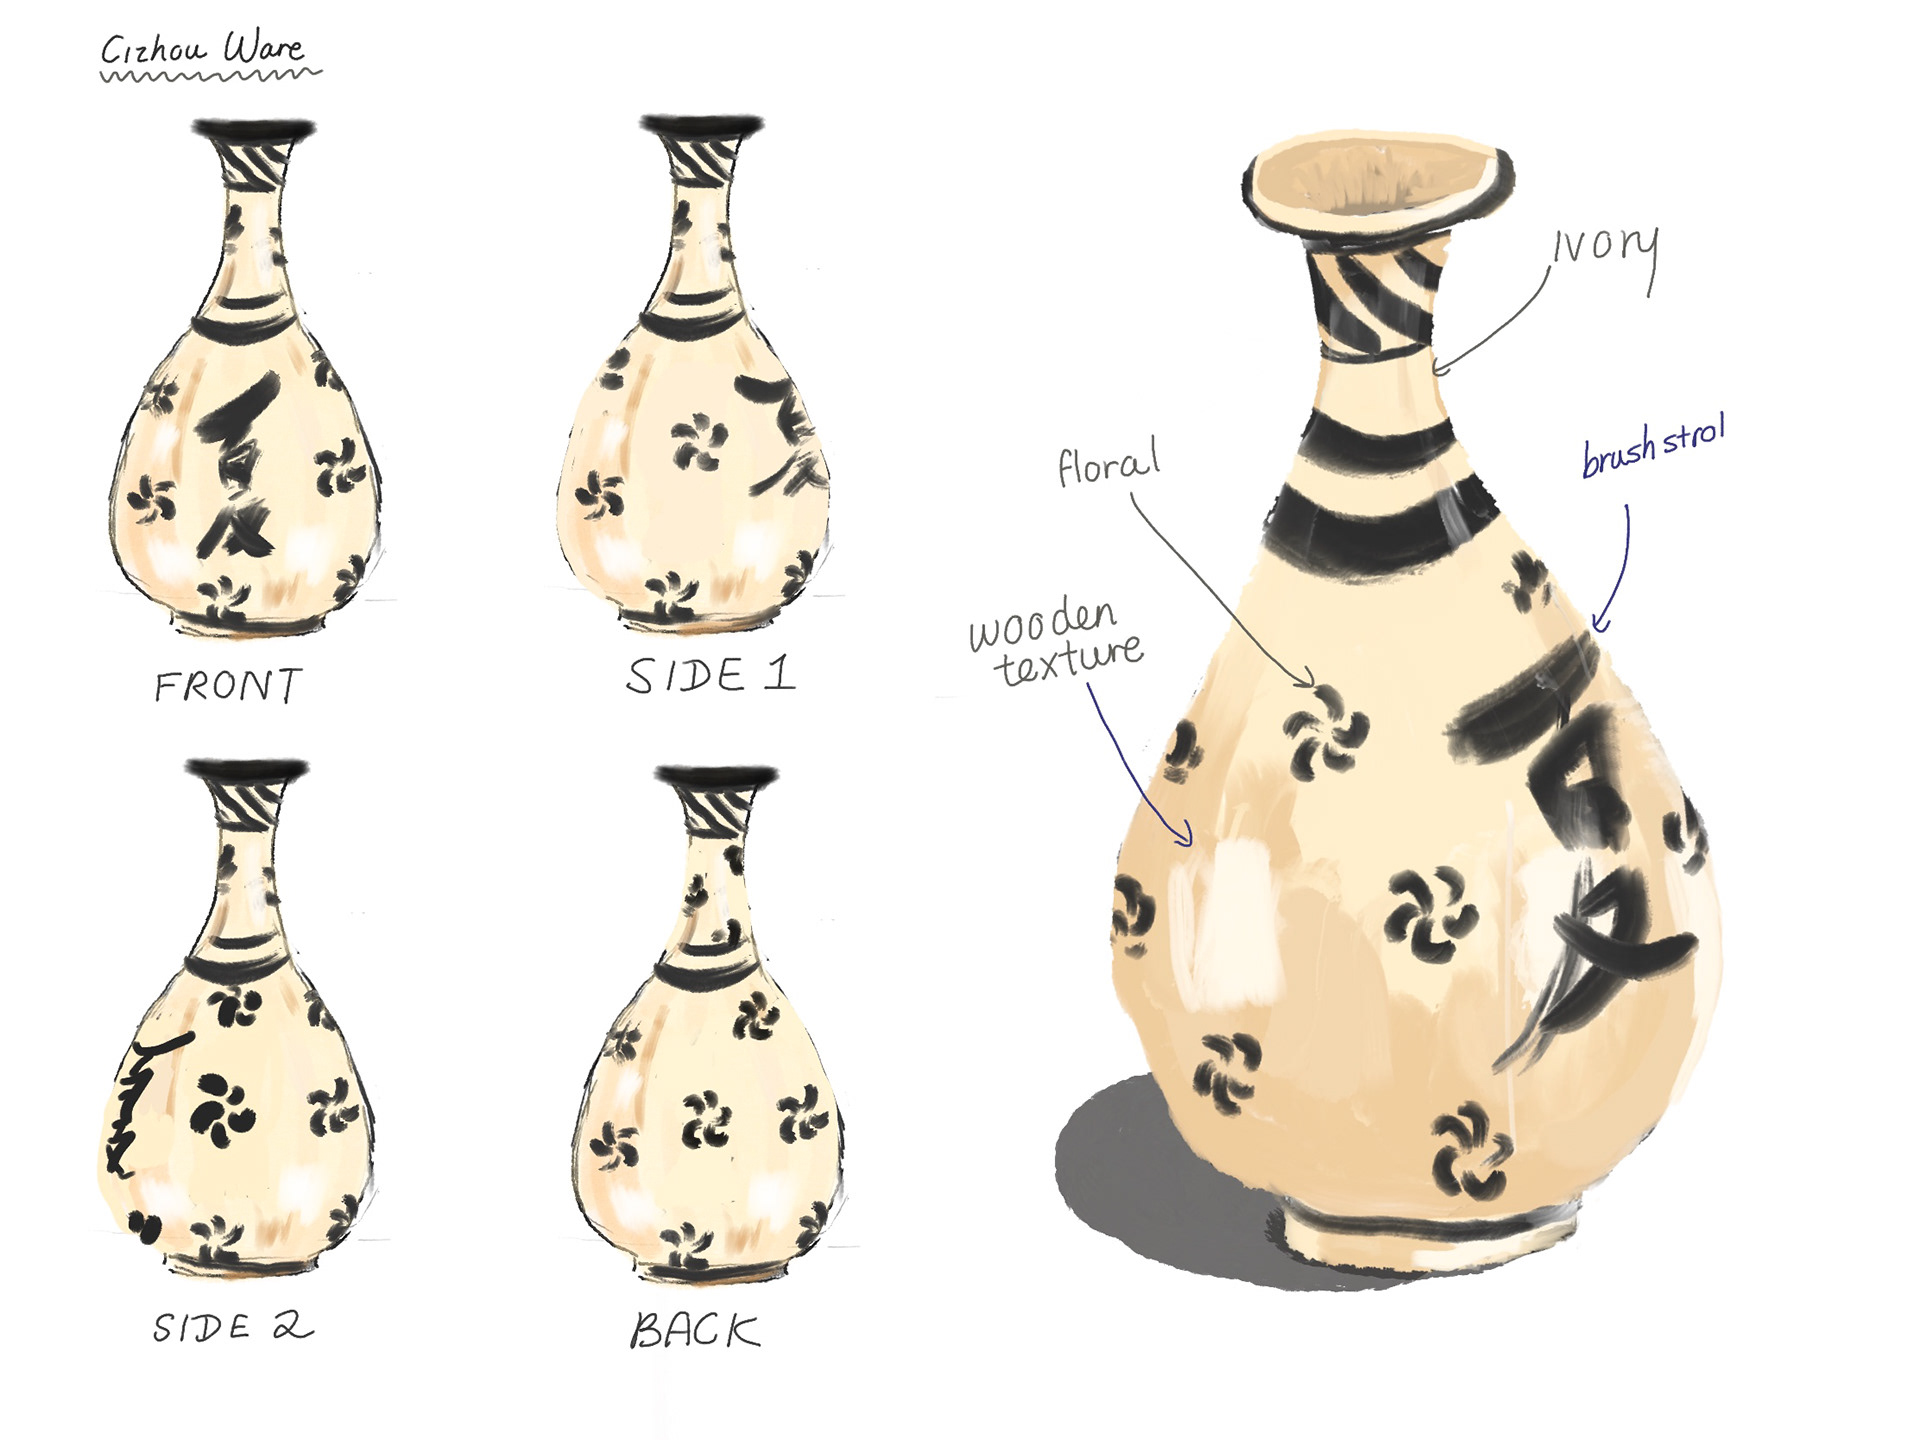 Cizhou Ware
FRONT
SIDE 1
SIDE 2
BACK
IVORY
floral
brush strol
wooden
texture